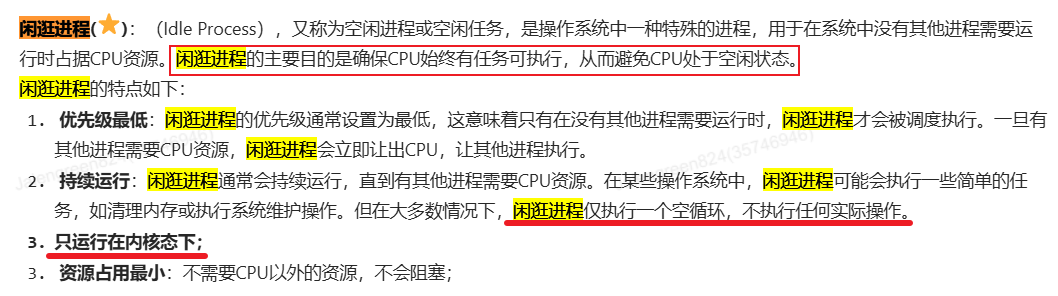 闲逛进程(⭐)：（Idle Process），又称为空闲进程或空闲任务，是操作系统中一种特殊的进程，用于在系统中没有其他进程需要运
行时占据CPU资源。闲逛进程的主要目的是确保CPU始终有任务可执行，从而避免CPU处于空闲状态。
闲逛进程的特点如下：
1. 优先级最低：闲逛进程的优先级通常设置为最低，这意味着只有在没有其他进程需要运行时，闲逛进程才会被调度执行。一旦有
其他进程需要CPU资源，闲逛进程会立即让出CPU，让其他进程执行。
2. 持续运行：闲逛进程通常会持续运行，直到有其他进程需要CPU资源。在某些操作系统中，闲逛进程可能会执行一些简单的任
务，如清理内存或执行系统维护操作。但在大多数情况下，闲逛进程仅执行一个空循环，不执行任何实际操作。
3. 只运行在内核态下；
3. 资源占用最小：不需要CPU以外的资源，不会阻塞；